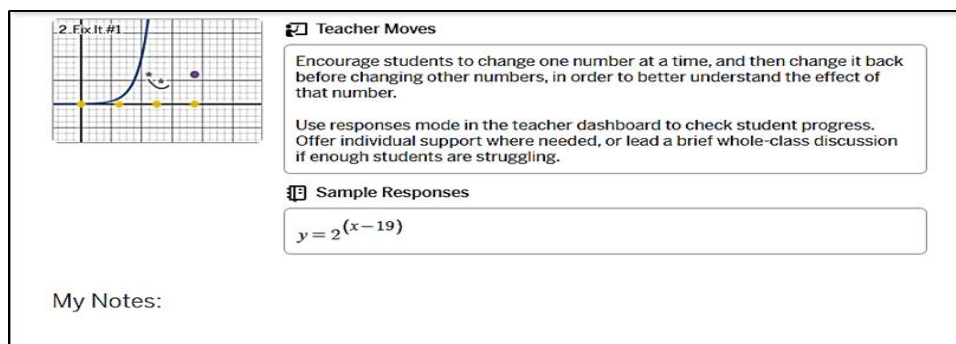 2 Fix It #1
Teacher Moves
Encourage students to change one number at a time, and then change it back
before changing other numbers, in order to better understand the effect of
that number.
Use responses mode in the teacher dashboard to check student progress.
Offer individual support where needed, or lead a brief whole-class discussion
if enough students are struggling.
Sample Responses
y=2^(x−19)
My Notes: